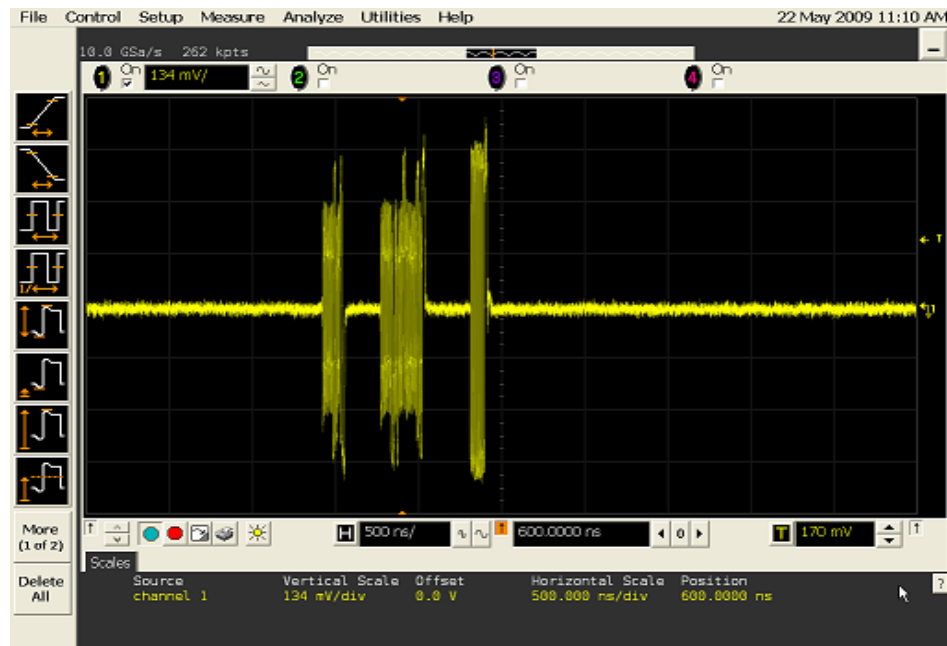 File Control Setup Measure Analyze Utilities Help 22 May 2009 11:10 AM
10.0 GSa/s 262 kpts
1 On 134 mV/ 2 On 3 On 4 On
T
1
More
(1 of 2)
Delete
All
H 500 ns/ 600.0000 ns 0 T 170 mV
Scales
Source Vertical Scale Offset Horizontal Scale Position
channel 1 134 mV/div 0.0 V 500.000 ns/div 600.0000 ns
?